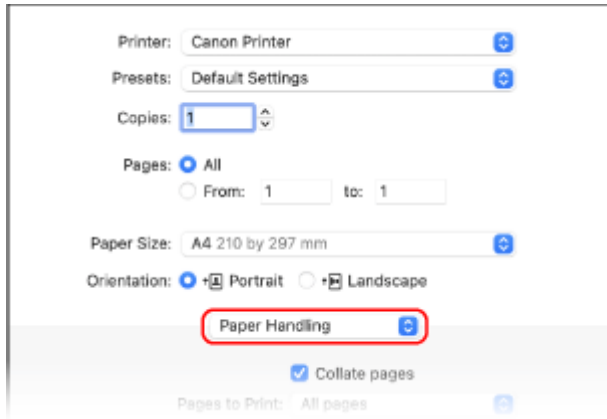 Printer: Canon Printer
Presets: Default Settings
Copies: 1
Pages: All
From: 1 to: 1
Paper Size: A4 210 by 297 mm
Orientation: Portrait Landscape
Paper Handling
Collate pages
Pages to Print: All pages